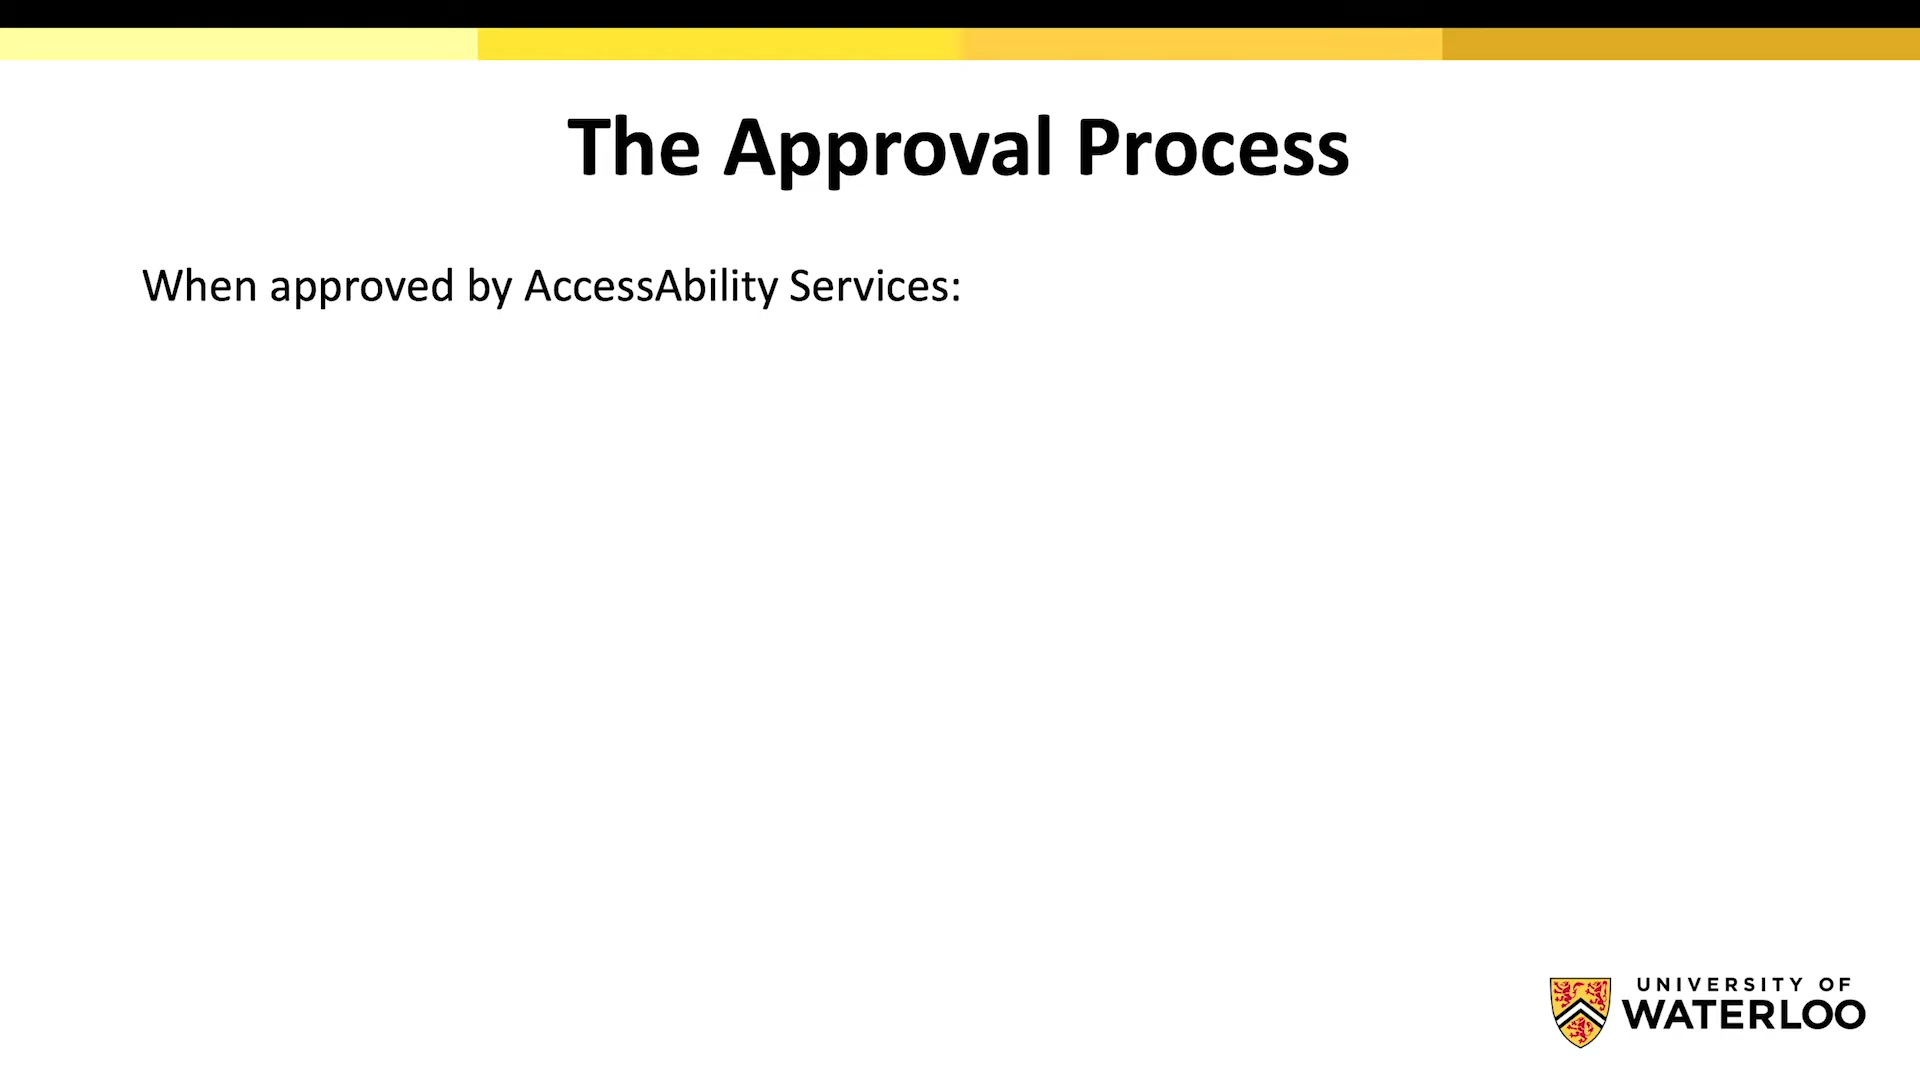 The Approval Process
When approved by AccessAbility Services:
UNIVERSITY OF
WATERLOO